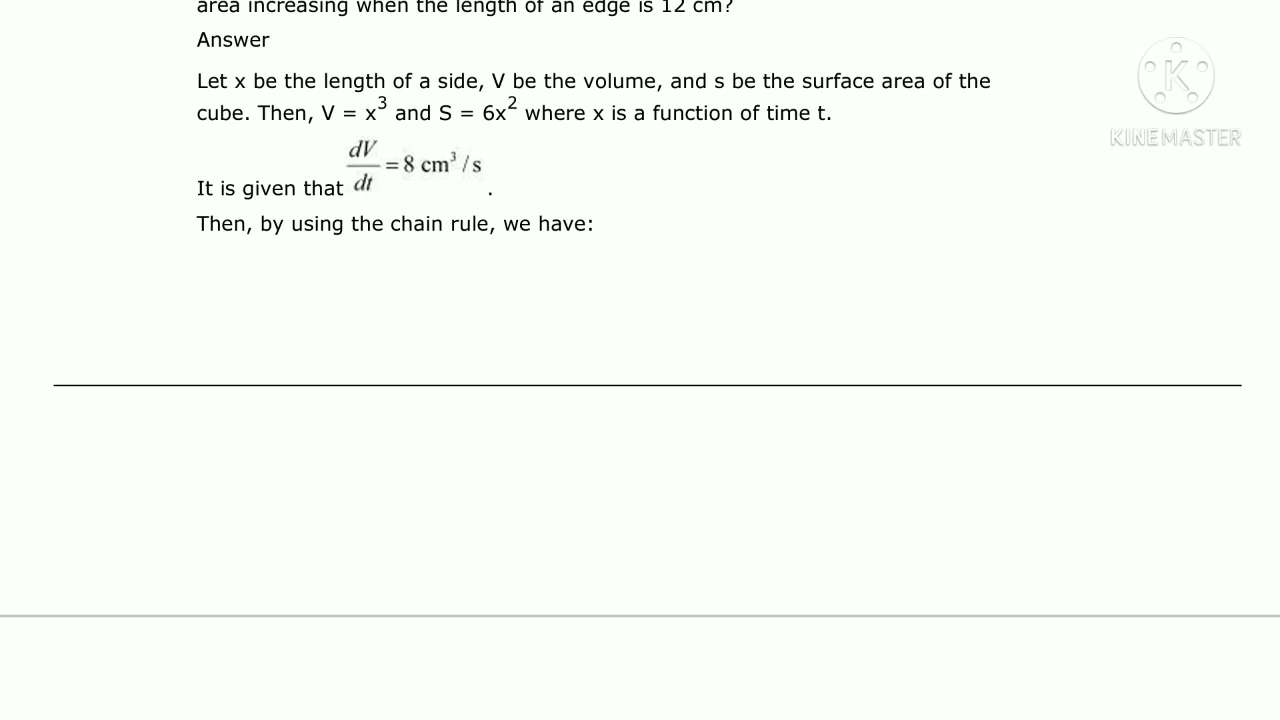 area increasing when the length of an edge is 12 cm?
Answer
Let x be the length of a side, V be the volume, and s be the surface area of the
cube. Then, V = x³ and S = 6x² where x is a function of time t.
It is given that dV/dt = 8 cm³/s .
Then, by using the chain rule, we have:
K
KINEMASTER